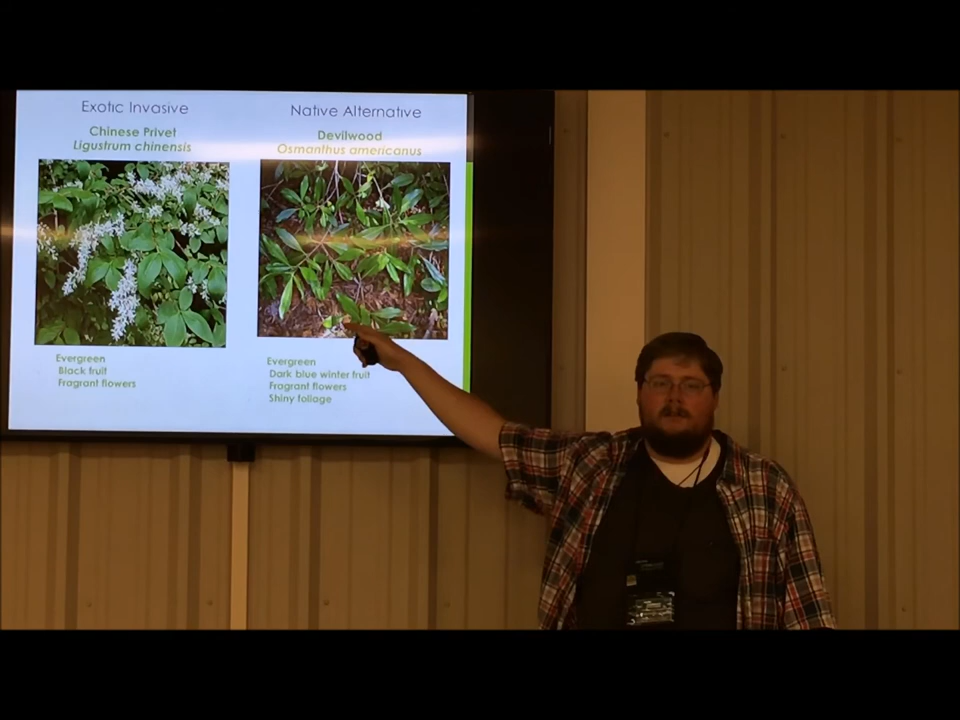 Exotic Invasive
Chinese Privet
Ligustrum chinensis
Evergreen
Black fruit
Fragrant flowers
Native Alternative
Devilwood
Osmanthus americanus
Evergreen
Dark blue winter fruit
Fragrant flowers
Shiny foliage